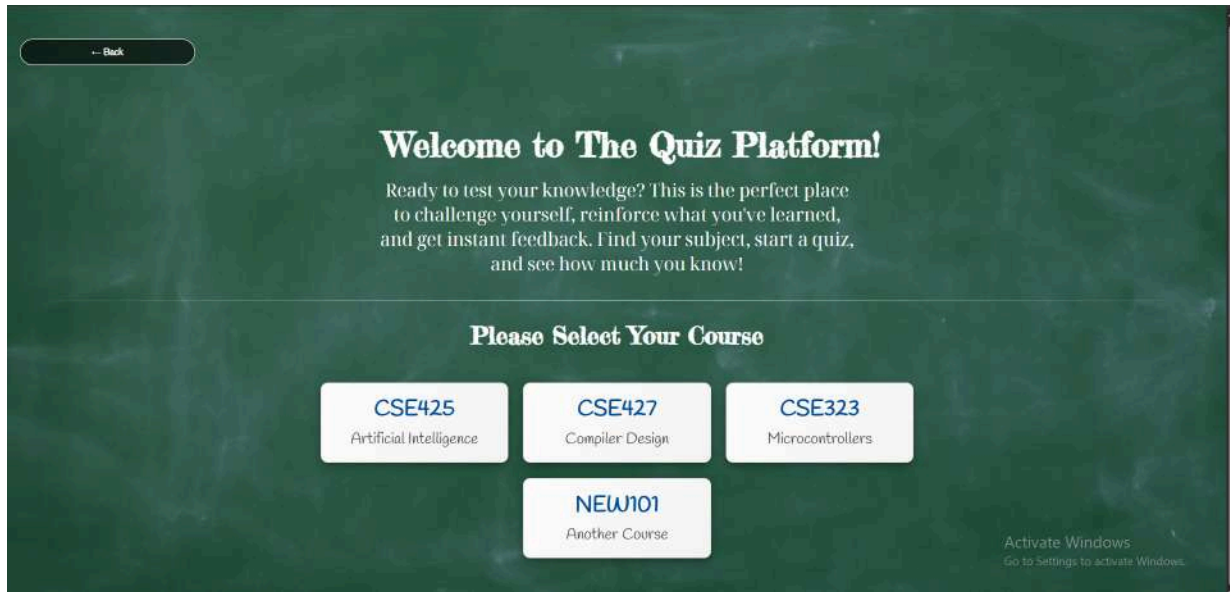 ← Back
Welcome to The Quiz Platform!
Ready to test your knowledge? This is the perfect place
to challenge yourself, reinforce what you've learned,
and get instant feedback. Find your subject, start a quiz,
and see how much you know!
Please Select Your Course
CSE425 CSE427 CSE323
Artificial Intelligence Compiler Design Microcontrollers
NEW101
Another Course
Activate Windows
Go to Settings to activate Windows.